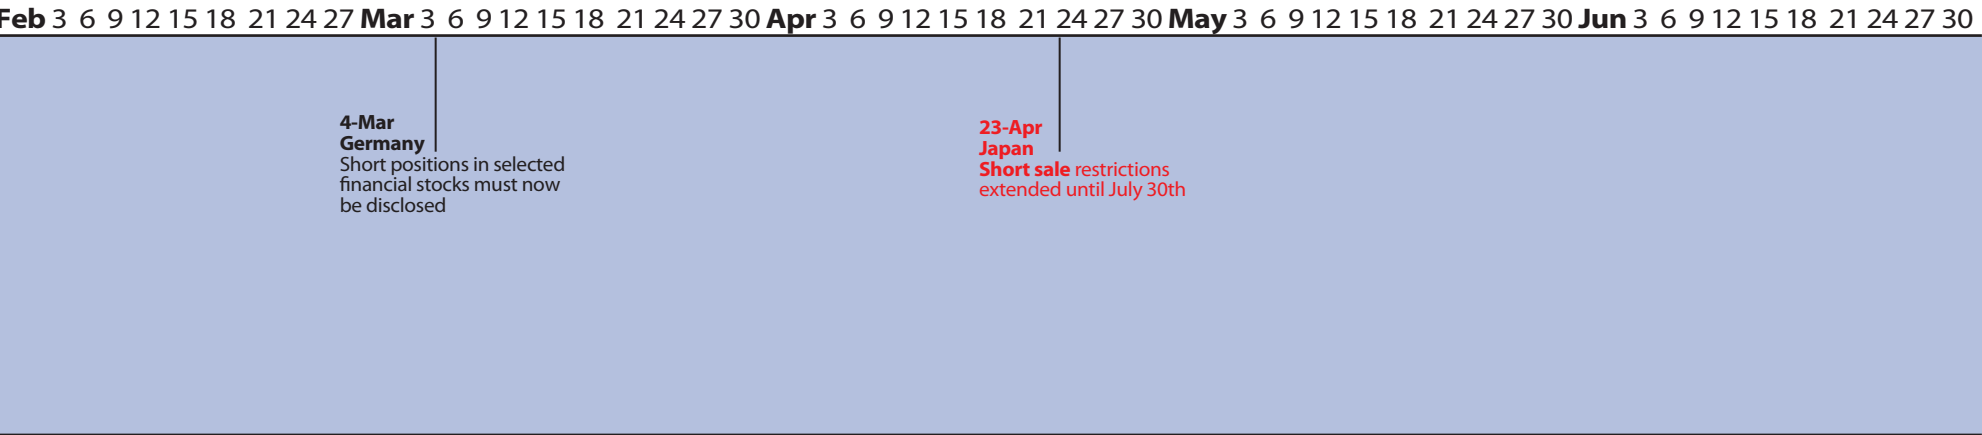 Feb 3 6 9 12 15 18 21 24 27 Mar 3 6 9 12 15 18 21 24 27 30 Apr 3 6 9 12 15 18 21 24 27 30 May 3 6 9 12 15 18 21 24 27 30 Jun 3 6 9 12 15 18 21 24 27 30
4-Mar
Germany
Short positions in selected
financial stocks must now
be disclosed
23-Apr
Japan
Short sale restrictions
extended until July 30th